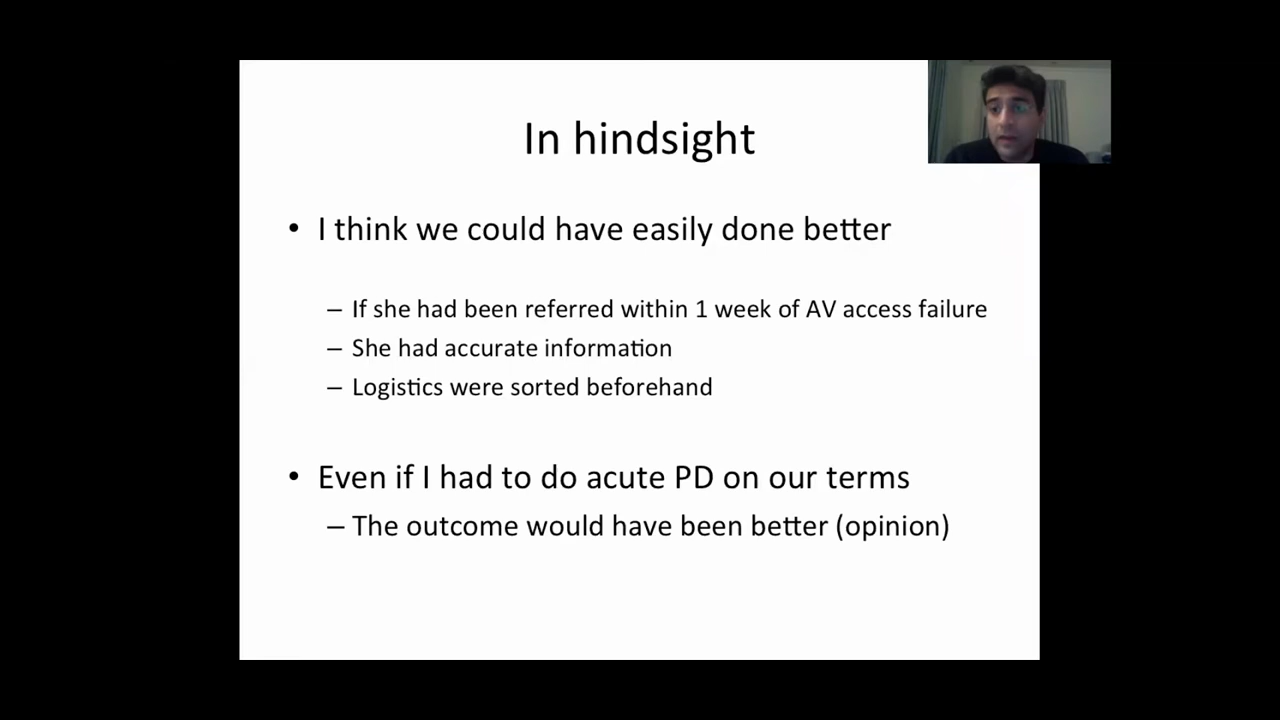 In hindsight
• I think we could have easily done better
– If she had been referred within 1 week of AV access failure
– She had accurate information
– Logistics were sorted beforehand
• Even if I had to do acute PD on our terms
– The outcome would have been better (opinion)